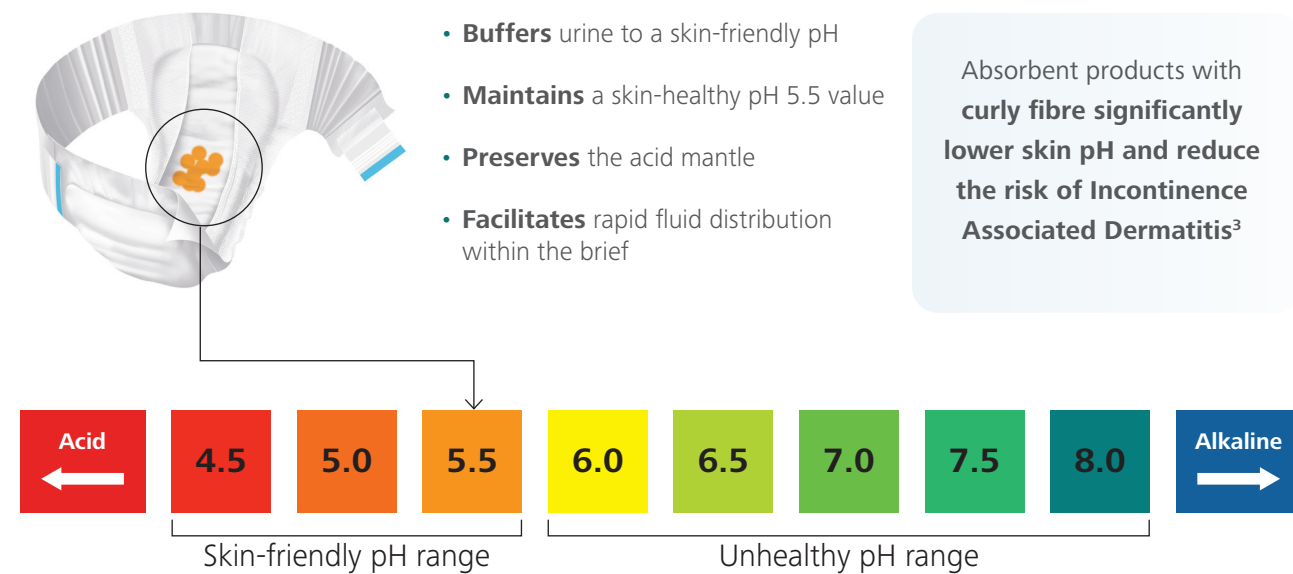 • Buffers urine to a skin-friendly pH
• Maintains a skin-healthy pH 5.5 value
• Preserves the acid mantle
• Facilitates rapid fluid distribution
within the brief
Absorbent products with
curly fibre significantly
lower skin pH and reduce
the risk of Incontinence
Associated Dermatitis³
Acid
4.5
5.0
5.5
6.0
6.5
7.0
7.5
8.0
Alkaline
Skin-friendly pH range
Unhealthy pH range